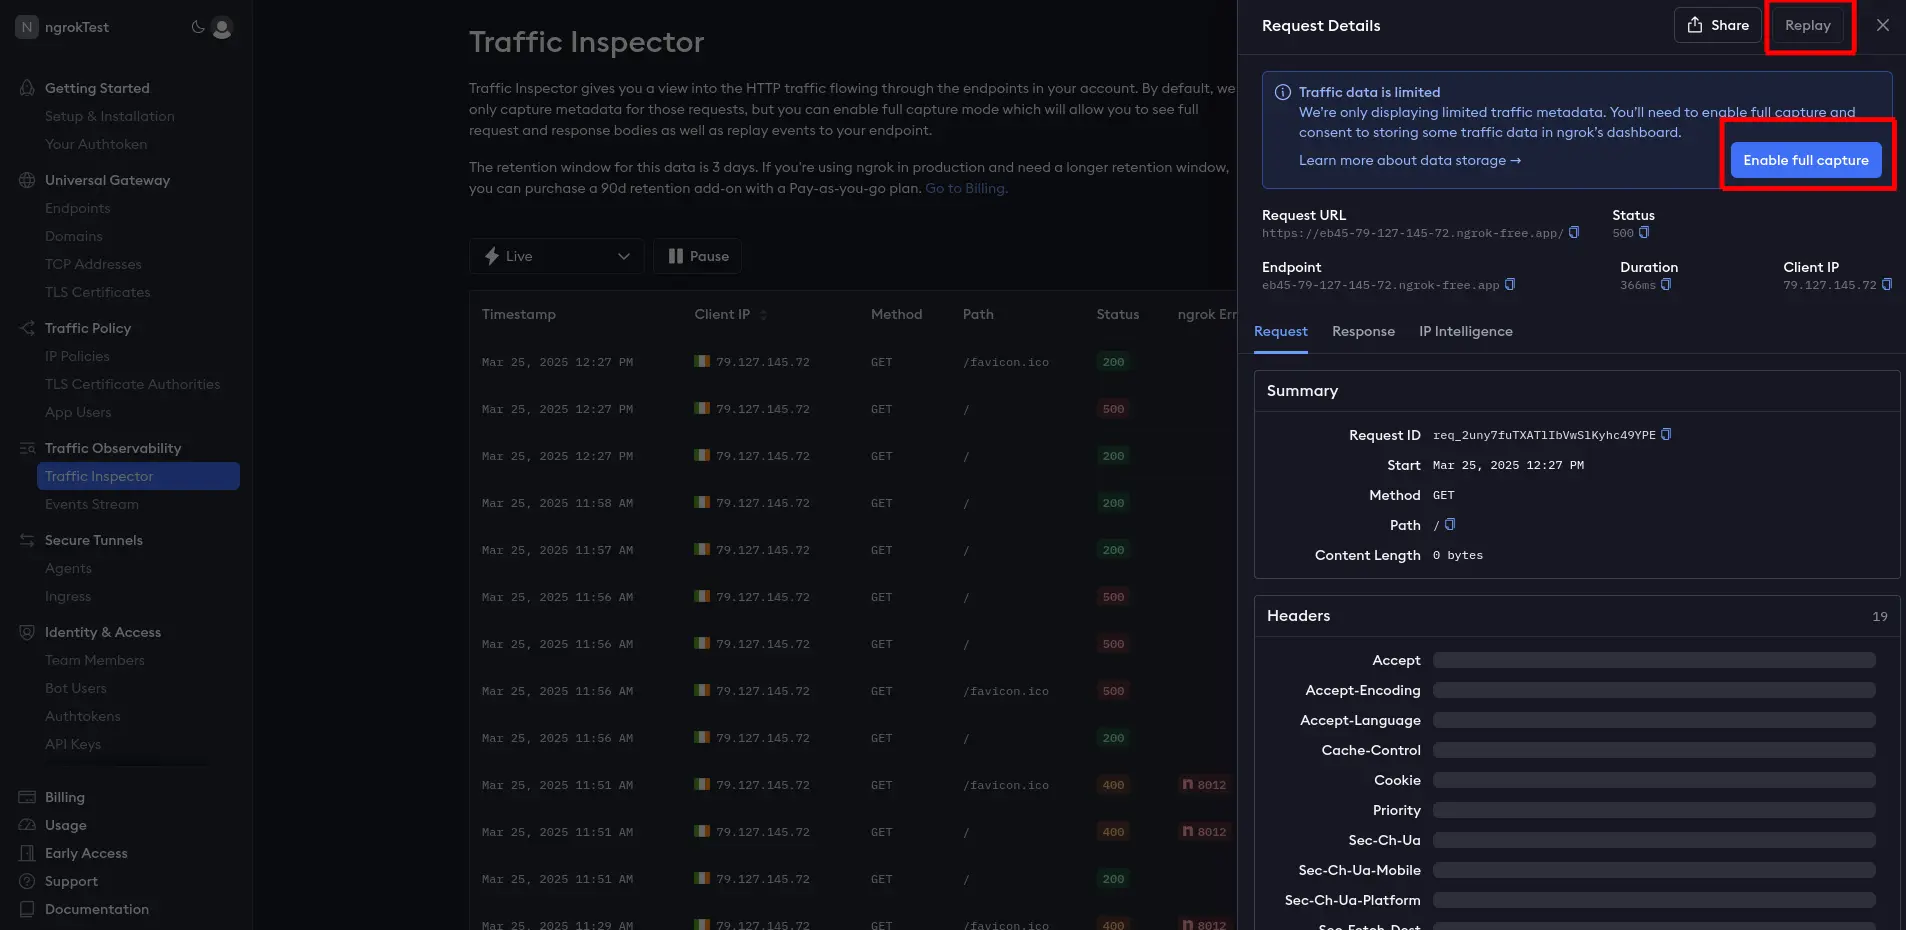 N ngrokTest
Getting Started
Setup & Installation
Your Authtoken
Universal Gateway
Endpoints
Domains
TCP Addresses
TLS Certificates
Traffic Policy
IP Policies
TLS Certificate Authorities
App Users
Traffic Observability
Traffic Inspector
Events Stream
Secure Tunnels
Agents
Ingress
Identity & Access
Team Members
Bot Users
Authtokens
API Keys
Billing
Usage
Early Access
Support
Documentation
Traffic Inspector
Traffic Inspector gives you a view into the HTTP traffic flowing through the endpoints in your account. By default, we
only capture metadata for those requests, but you can enable full capture mode which will allow you to see full
request and response bodies as well as replay events to your endpoint.
The retention window for this data is 3 days. If you're using ngrok in production and need a longer retention window,
you can purchase a 90d retention add-on with a Pay-as-you-go plan. Go to Billing.
Live Pause
Timestamp Client IP Method Path Status ngrok Err
Mar 25, 2025 12:27 PM 79.127.145.72 GET /favicon.ico 200
Mar 25, 2025 12:27 PM 79.127.145.72 GET / 500
Mar 25, 2025 12:27 PM 79.127.145.72 GET / 200
Mar 25, 2025 11:58 AM 79.127.145.72 GET / 200
Mar 25, 2025 11:57 AM 79.127.145.72 GET / 200
Mar 25, 2025 11:56 AM 79.127.145.72 GET / 500
Mar 25, 2025 11:56 AM 79.127.145.72 GET / 500
Mar 25, 2025 11:56 AM 79.127.145.72 GET /favicon.ico 500
Mar 25, 2025 11:56 AM 79.127.145.72 GET / 200
Mar 25, 2025 11:51 AM 79.127.145.72 GET /favicon.ico 400 n 8012
Mar 25, 2025 11:51 AM 79.127.145.72 GET / 400 n 8012
Mar 25, 2025 11:51 AM 79.127.145.72 GET / 200
Mar 25, 2025 11:29 AM 79.127.145.72 GET /favicon.ico 400 n 8012
Request Details Share Replay
Traffic data is limited
We're only displaying limited traffic metadata. You'll need to enable full capture and
consent to storing some traffic data in ngrok's dashboard.
Learn more about data storage → Enable full capture
Request URL Status
https://eb45-79-127-145-72.ngrok-free.app/ 500
Endpoint Duration Client IP
eb45-79-127-145-72.ngrok-free.app 366ms 79.127.145.72
Request Response IP Intelligence
Summary
Request ID req_2uny7fuTXATlIbVwSlKyhc49YPE
Start Mar 25, 2025 12:27 PM
Method GET
Path /
Content Length 0 bytes
Headers 19
Accept
Accept-Encoding
Accept-Language
Cache-Control
Cookie
Priority
Sec-Ch-Ua
Sec-Ch-Ua-Mobile
Sec-Ch-Ua-Platform
Sec-Fetch-Dest